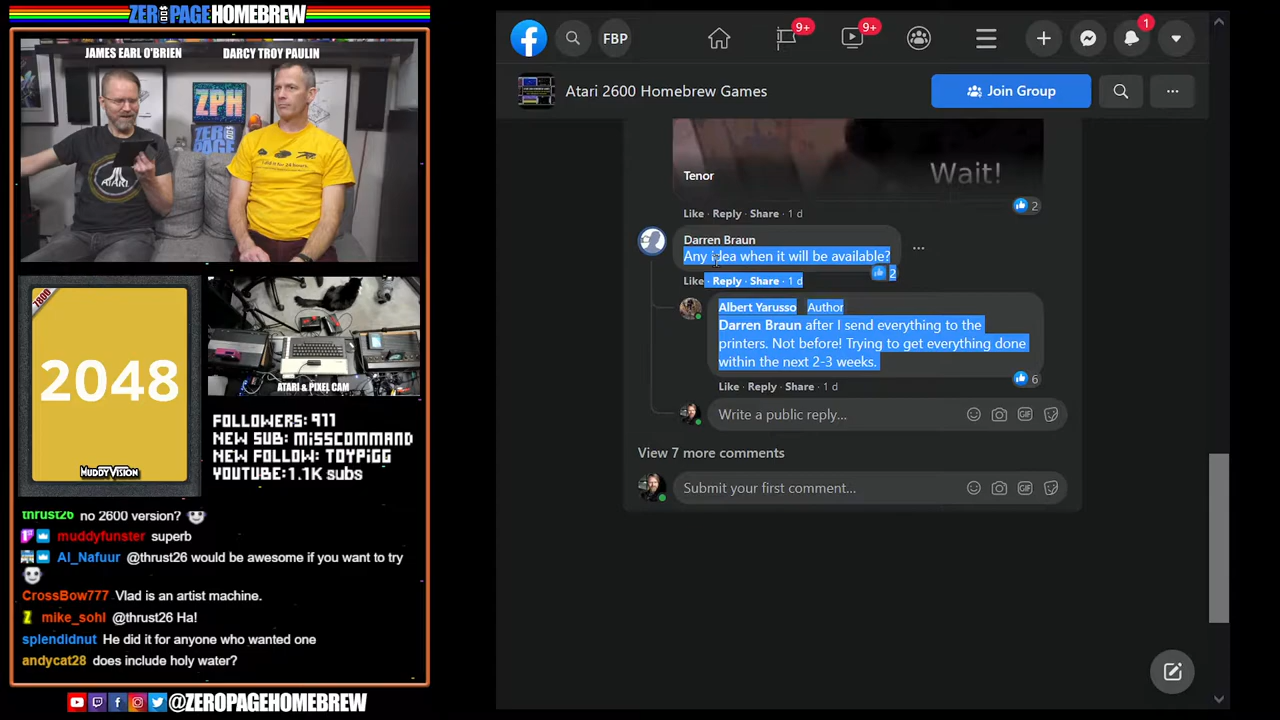 ZERO PAGE HOMEBREW
JAMES EARL O'BRIEN
DARCY TROY PAULIN
ATARI
ZPH
ZERO
PAGE
7800
2048
MUDDYVISION
ATARI & PIXEL CAM
FOLLOWERS: 911
NEW SUB: MISSCOMMAND
NEW FOLLOW: TOYPIGG
YOUTUBE: 1.1K subs
thrust26 no 2600 version?
muddyfunster superb
Al_Nafuur @thrust26 would be awesome if you want to try
CrossBow777 Vlad is an artist machine.
mike_sohl @thrust26 Ha!
splendidnut He did it for anyone who wanted one
andycat28 does include holy water?
@ZEROPAGEHOMEBREW
FBP
9+
9+
1
Atari 2600 Homebrew Games
Join Group
Tenor
Wait!
Like · Reply · Share · 1 d
2
Darren Braun
Any idea when it will be available?
Like · Reply · Share · 1 d
2
Albert Yarusso Author
Darren Braun after I send everything to the
printers. Not before! Trying to get everything done
within the next 2-3 weeks.
Like · Reply · Share · 1 d
6
Write a public reply...
GIF
View 7 more comments
Submit your first comment...
GIF